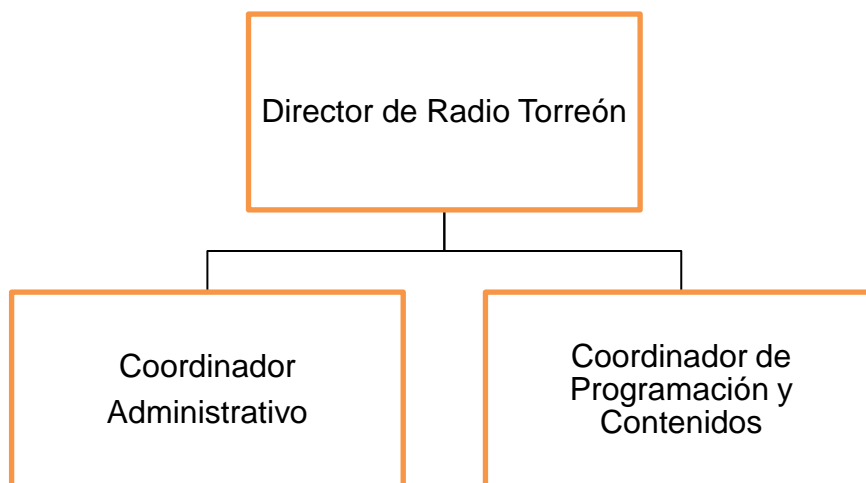 Director de Radio Torreón
Coordinador
Administrativo
Coordinador de
Programación y
Contenidos